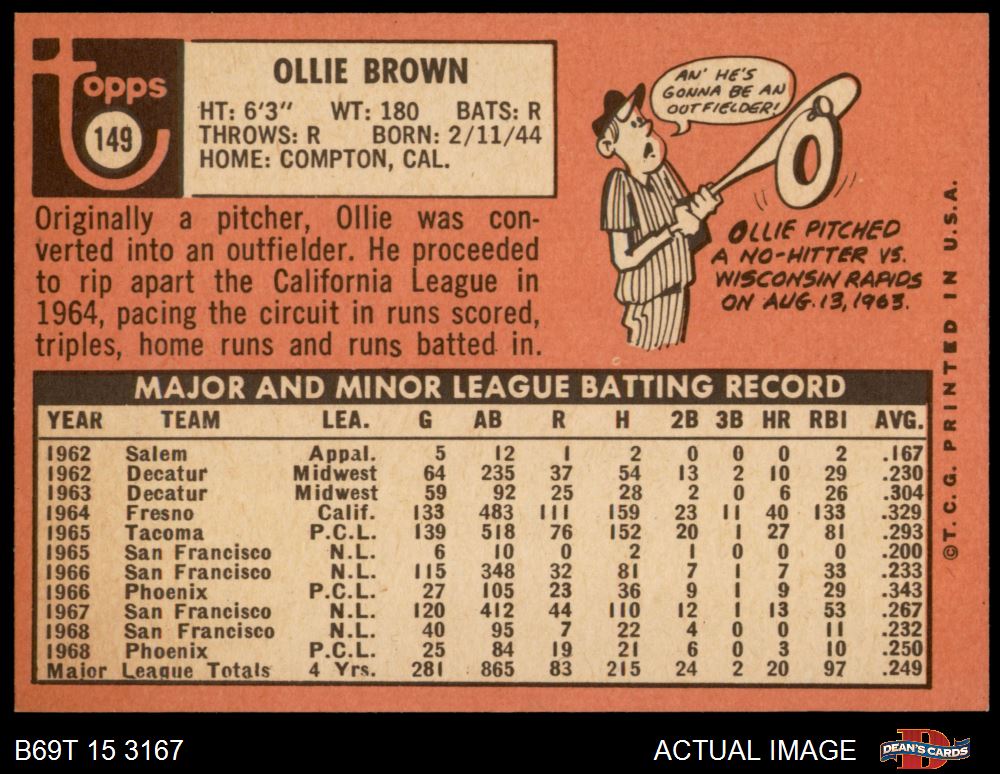 Topps
149
OLLIE BROWN
HT: 6'3" WT: 180 BATS: R
THROWS: R BORN: 2/11/44
HOME: COMPTON, CAL.
Originally a pitcher, Ollie was con-
verted into an outfielder. He proceeded
to rip apart the California League in
1964, pacing the circuit in runs scored,
triples, home runs and runs batted in.
AN' HE'S
GONNA BE AN
OUTFIELDER!
O
OLLIE PITCHED
A NO-HITTER VS.
WISCONSIN RAPIDS
ON AUG. 13, 1963.
MAJOR AND MINOR LEAGUE BATTING RECORD
YEAR TEAM LEA. G AB R H 2B 3B HR RBI AVG.
1962 Salem Appal. 5 12 1 2 0 0 0 2 .167
1962 Decatur Midwest 64 235 37 54 13 2 10 29 .230
1963 Decatur Midwest 59 92 25 28 2 0 6 26 .304
1964 Fresno Calif. 133 483 111 159 23 11 40 133 .329
1965 Tacoma P.C.L. 139 518 76 152 20 1 27 81 .293
1965 San Francisco N.L. 6 10 0 2 1 0 0 0 .200
1966 San Francisco N.L. 115 348 32 81 7 1 7 33 .233
1966 Phoenix P.C.L. 27 105 23 36 9 1 9 29 .343
1967 San Francisco N.L. 120 412 44 110 12 1 13 53 .267
1968 San Francisco N.L. 40 95 7 22 4 0 0 11 .232
1968 Phoenix P.C.L. 25 84 19 21 6 0 3 10 .250
Major League Totals 4 Yrs. 281 865 83 215 24 2 20 97 .249
©T.C.G. PRINTED IN U.S.A.
B69T 15 3167
ACTUAL IMAGE
DEAN'S CARDS